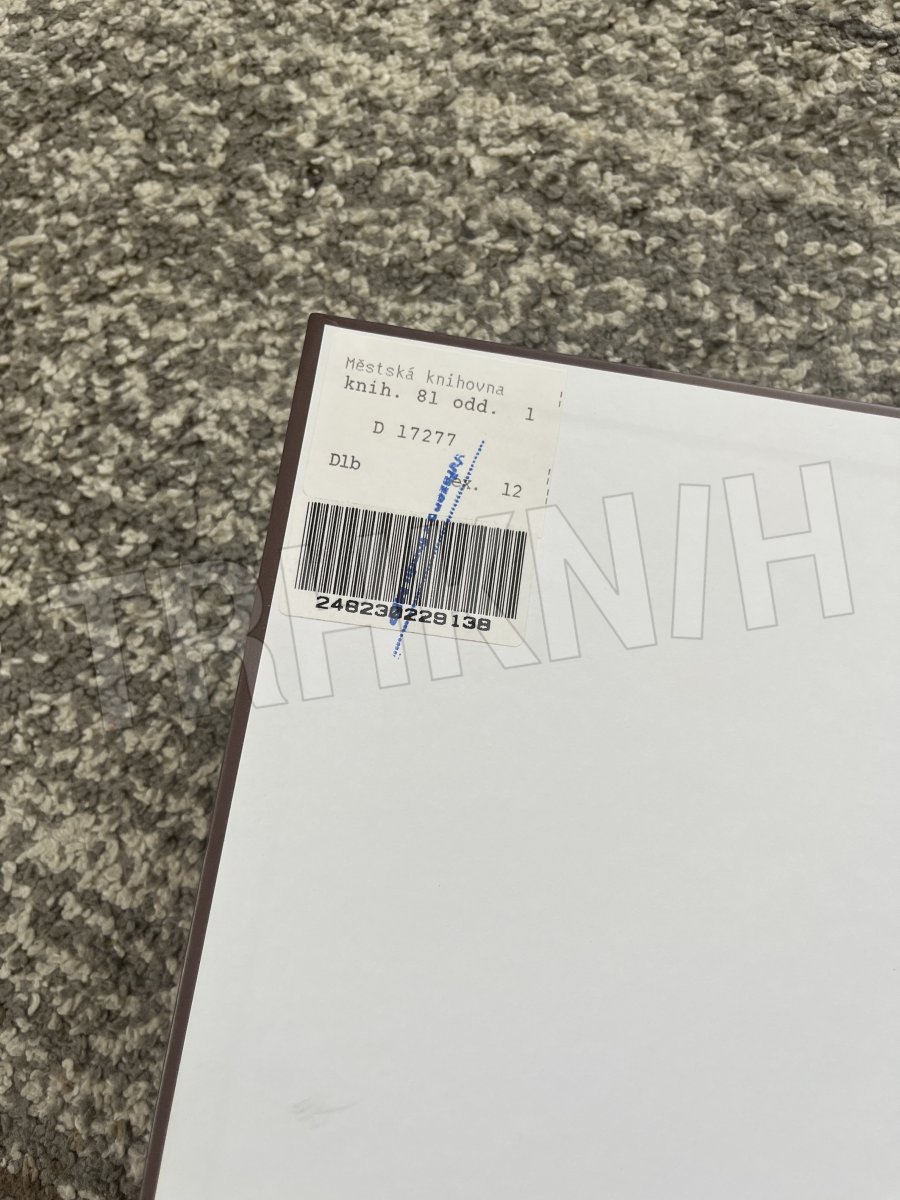 Městská knihovna
knih. 81 odd. 1
D 17277
Dlb
ex. 12
248230229138
TRHKNIH